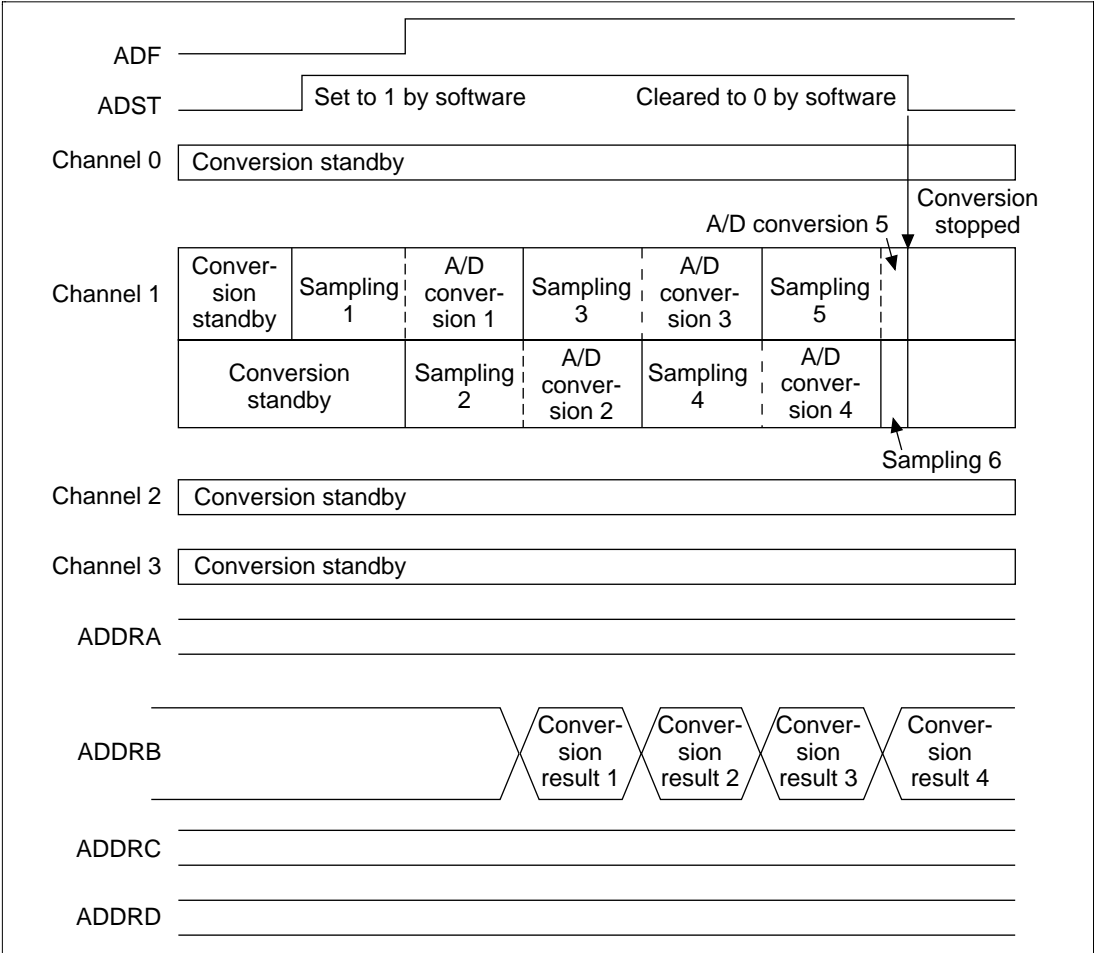 ADF
ADST
Set to 1 by software
Cleared to 0 by software
Channel 0
Conversion standby
Conversion
stopped
A/D conversion 5
Channel 1
Conver-
sion
standby
Sampling
1
A/D
conver-
sion 1
Sampling
3
A/D
conver-
sion 3
Sampling
5
Conversion
standby
Sampling
2
A/D
conver-
sion 2
Sampling
4
A/D
conver-
sion 4
Sampling 6
Channel 2
Conversion standby
Channel 3
Conversion standby
ADDRA
ADDRB
Conver-
sion
result 1
Conver-
sion
result 2
Conver-
sion
result 3
Conver-
sion
result 4
ADDRC
ADDRD